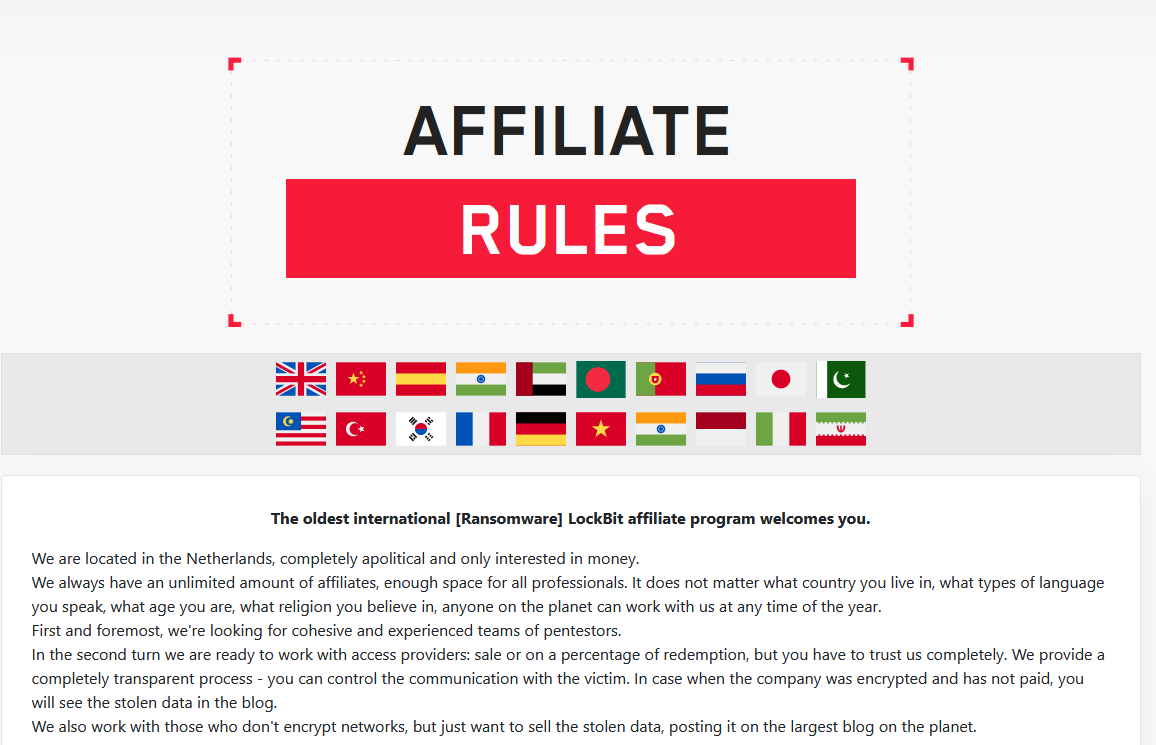 AFFILIATE
RULES
The oldest international [Ransomware] LockBit affiliate program welcomes you.
We are located in the Netherlands, completely apolitical and only interested in money.
We always have an unlimited amount of affiliates, enough space for all professionals. It does not matter what country you live in, what types of language
you speak, what age you are, what religion you believe in, anyone on the planet can work with us at any time of the year.
First and foremost, we're looking for cohesive and experienced teams of pentestors.
In the second turn we are ready to work with access providers: sale or on a percentage of redemption, but you have to trust us completely. We provide a
completely transparent process - you can control the communication with the victim. In case when the company was encrypted and has not paid, you
will see the stolen data in the blog.
We also work with those who don't encrypt networks, but just want to sell the stolen data, posting it on the largest blog on the planet.